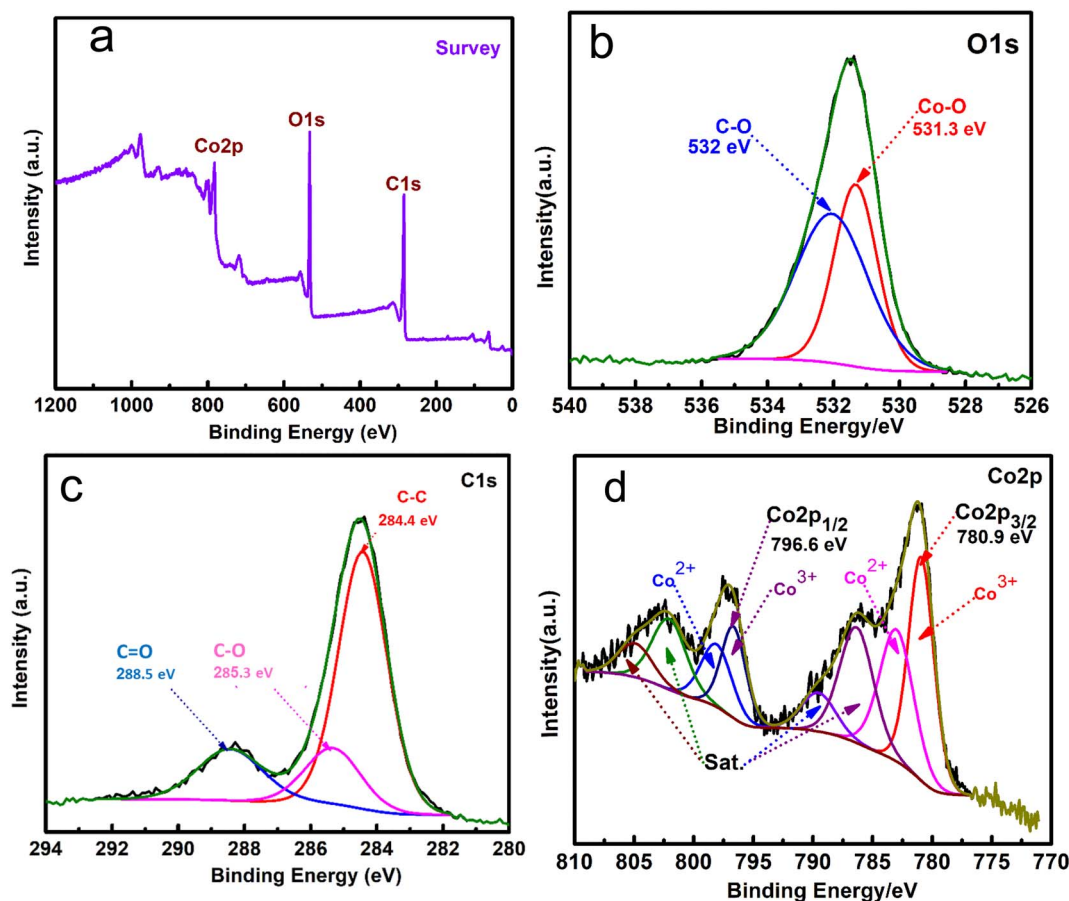 a
Survey
Co2p
O1s
C1s
Intensity (a.u.)
1200 1000 800 600 400 200 0
Binding Energy (eV)
b
O1s
C-O
532 eV
Co-O
531.3 eV
Intensity(a.u.)
540 538 536 534 532 530 528 526
Binding Energy/eV
c
C1s
C-C
284.4 eV
C=O
288.5 eV
C-O
285.3 eV
Intensity (a.u.)
294 292 290 288 286 284 282 280
Binding Energy (eV)
d
Co2p
Co2p1/2
796.6 eV
Co2p3/2
780.9 eV
Co2+
Co3+
Co2+
Co3+
Sat.
Intensity(a.u.)
810 805 800 795 790 785 780 775 770
Binding Energy/eV